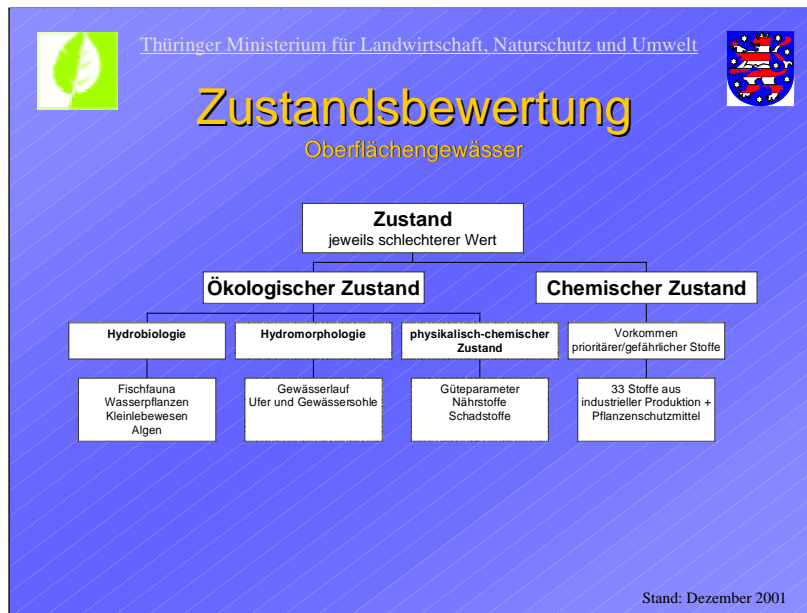 Thüringer Ministerium für Landwirtschaft, Naturschutz und Umwelt
Zustandsbewertung
Oberflächengewässer
Zustand
jeweils schlechterer Wert
Ökologischer Zustand
Chemischer Zustand
Hydrobiologie
Hydromorphologie
physikalisch-chemischer
Zustand
Vorkommen
prioritärer/gefährlicher Stoffe
Fischfauna
Wasserpflanzen
Kleinlebewesen
Algen
Gewässerlauf
Ufer und Gewässersohle
Güteparameter
Nährstoffe
Schadstoffe
33 Stoffe aus
industrieller Produktion +
Pflanzenschutzmittel
Stand: Dezember 2001